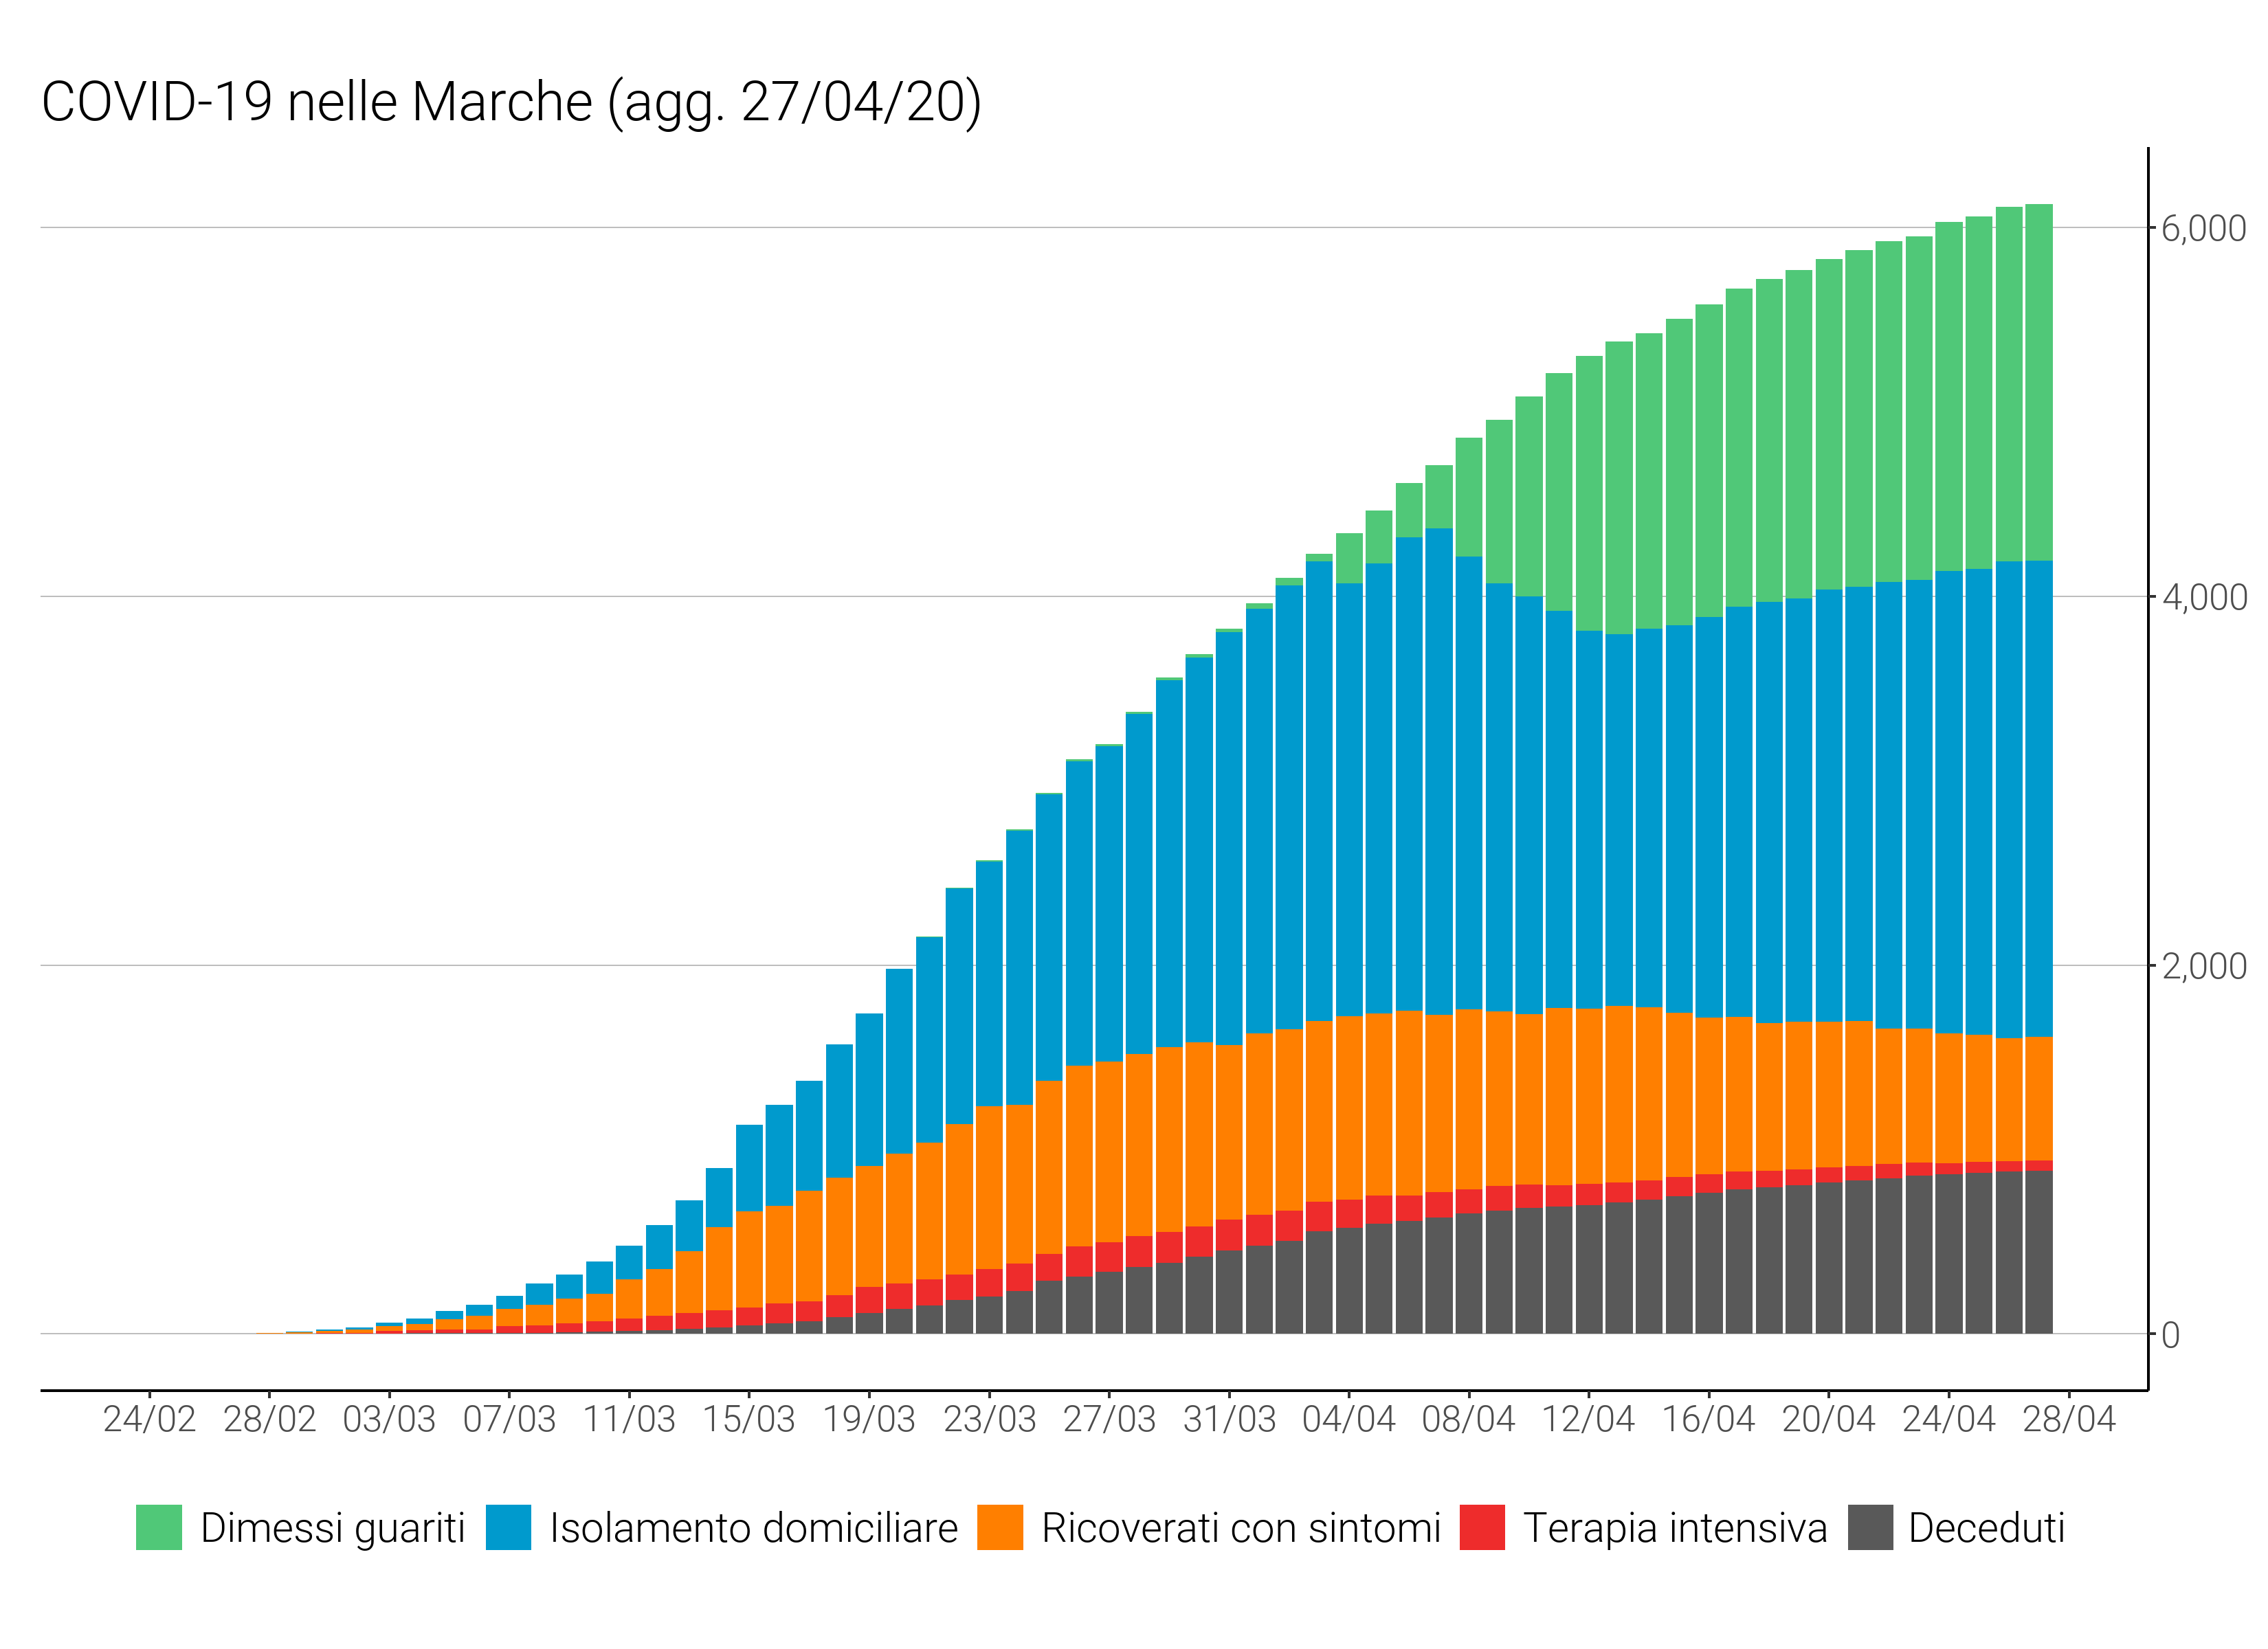 COVID-19 nelle Marche (agg. 27/04/20)
6,000
4,000
2,000
0
24/02 28/02 03/03 07/03 11/03 15/03 19/03 23/03 27/03 31/03 04/04 08/04 12/04 16/04 20/04 24/04 28/04
Dimessi guariti Isolamento domiciliare Ricoverati con sintomi Terapia intensiva Deceduti